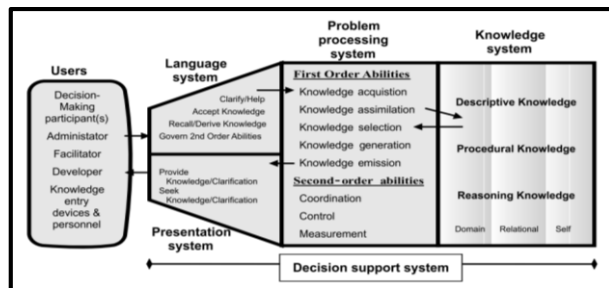 Users
Decision-
Making
participant(s)
Administator
Facilitator
Developer
Knowledge
entry
devices &
personnel
Language
system
Clarify/Help
Accept Knowledge
Recall/Derive Knowledge
Govern 2nd Order Abilities
Provide
Knowledge/Clarification
Seek
Knowledge/Clarification
Presentation
system
Problem
processing
system
First Order Abilities
Knowledge acquistion
Knowledge assimilation
Knowledge selection
Knowledge generation
Knowledge emission
Second-order abilities
Coordination
Control
Measurement
Knowledge
system
Descriptive Knowledge
Procedural Knowledge
Reasoning Knowledge
Domain Relational Self
Decision support system